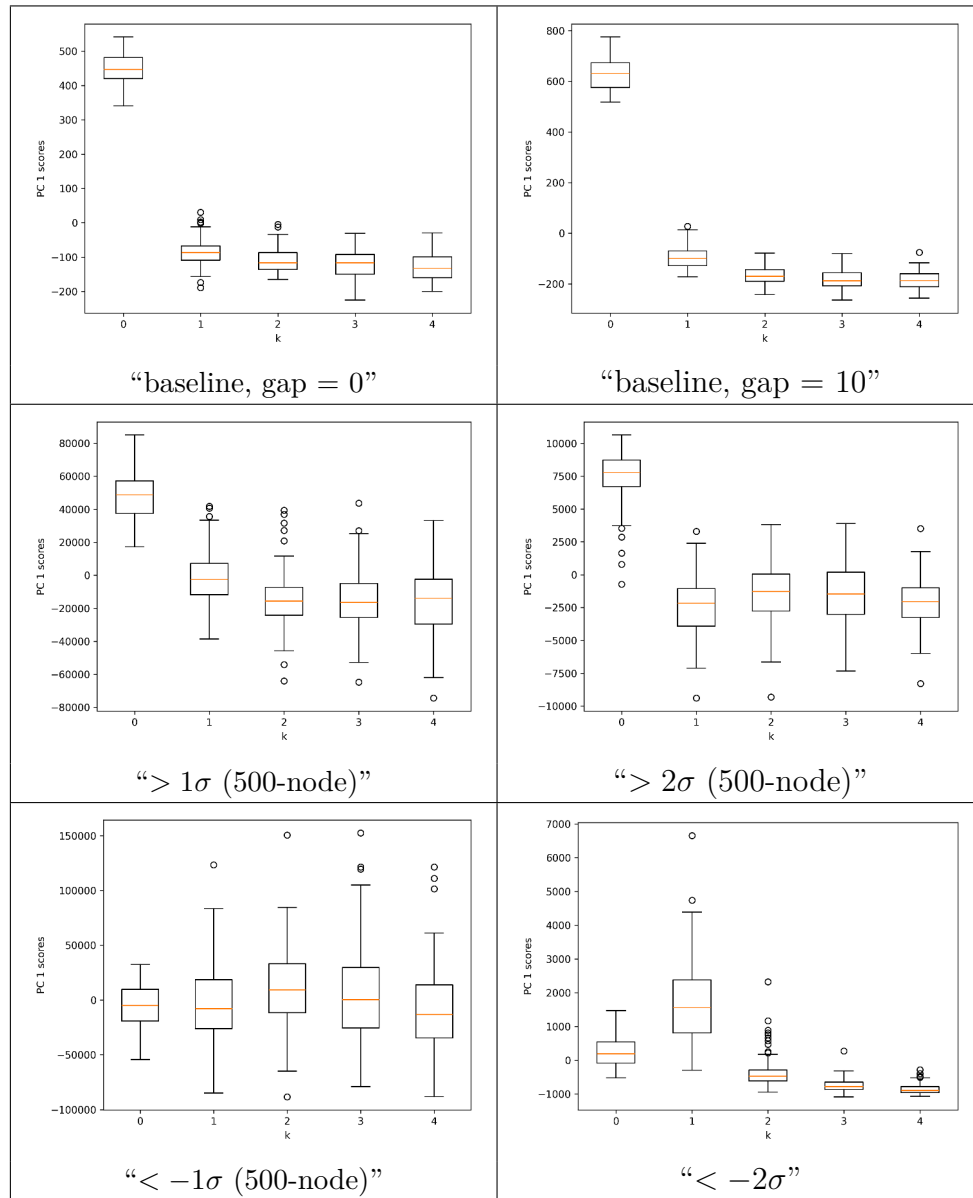 500
400
300
200
100
0
−100
−200
PC 1 scores
0 1 2 3 4
k
“baseline, gap = 0”
800
600
400
200
0
−200
PC 1 scores
0 1 2 3 4
k
“baseline, gap = 10”
80000
60000
40000
20000
0
−20000
−40000
−60000
−80000
PC 1 scores
0 1 2 3 4
k
“> 1σ (500-node)”
10000
7500
5000
2500
0
−2500
−5000
−7500
−10000
PC 1 scores
0 1 2 3 4
k
“> 2σ (500-node)”
150000
100000
50000
0
−50000
−100000
PC 1 scores
0 1 2 3 4
k
“< −1σ (500-node)”
7000
6000
5000
4000
3000
2000
1000
0
−1000
PC 1 scores
0 1 2 3 4
k
“< −2σ”